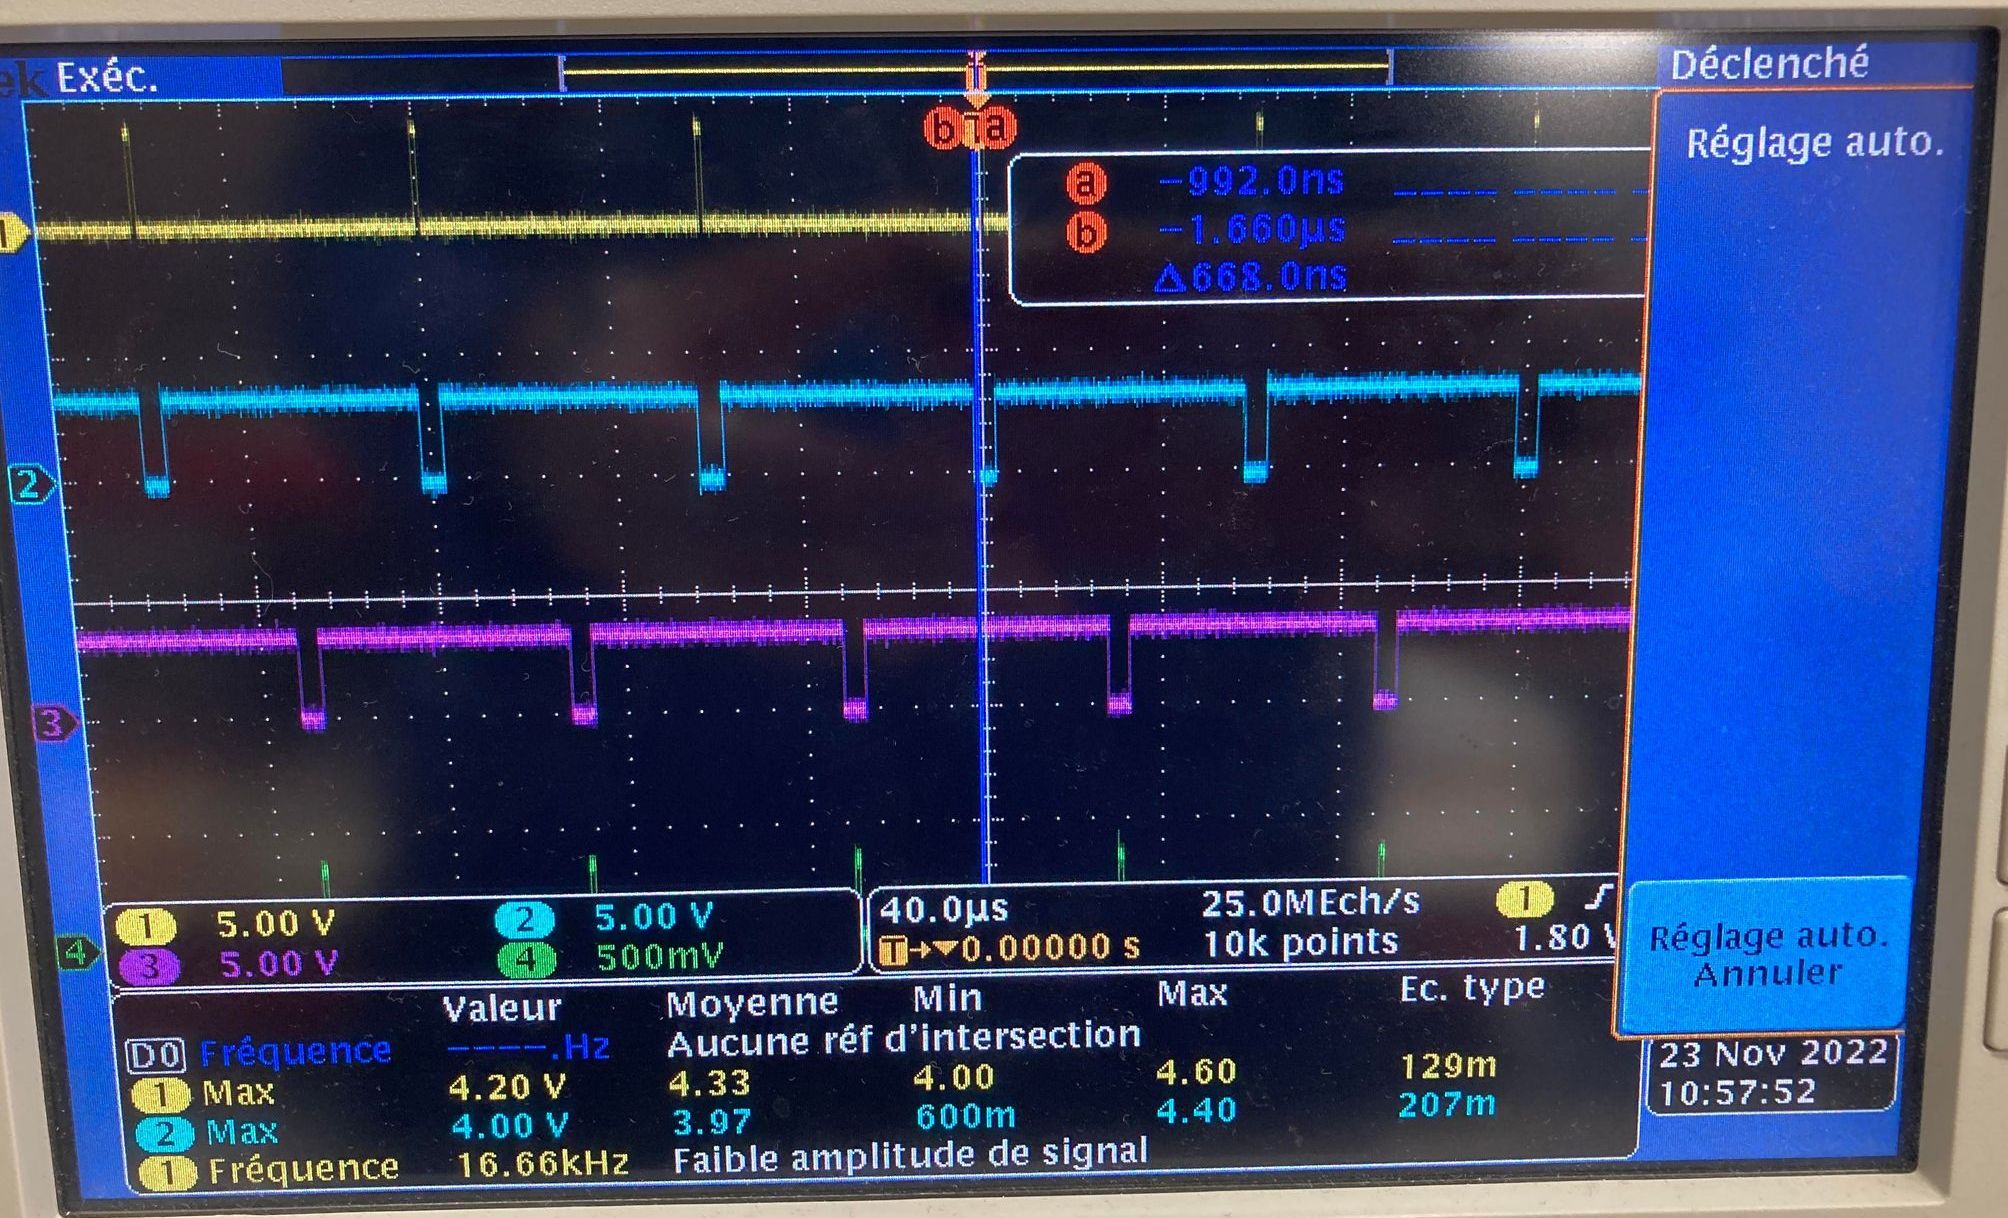 ek Exéc.
Déclenché
b T a
Réglage auto.
a -992.0ns
b -1.660µs
Δ668.0ns
1
2
3
4
1 5.00 V 2 5.00 V
3 5.00 V 4 500mV
40.0µs 25.0MEch/s 1
T→▼0.00000 s 10k points 1.80 V
Réglage auto.
Annuler
Valeur Moyenne Min Max Ec. type
D0 Fréquence ----.Hz Aucune réf d'intersection
1 Max 4.20 V 4.33 4.00 4.60 129m
2 Max 4.00 V 3.97 600m 4.40 207m
1 Fréquence 16.66kHz Faible amplitude de signal
23 Nov 2022
10:57:52